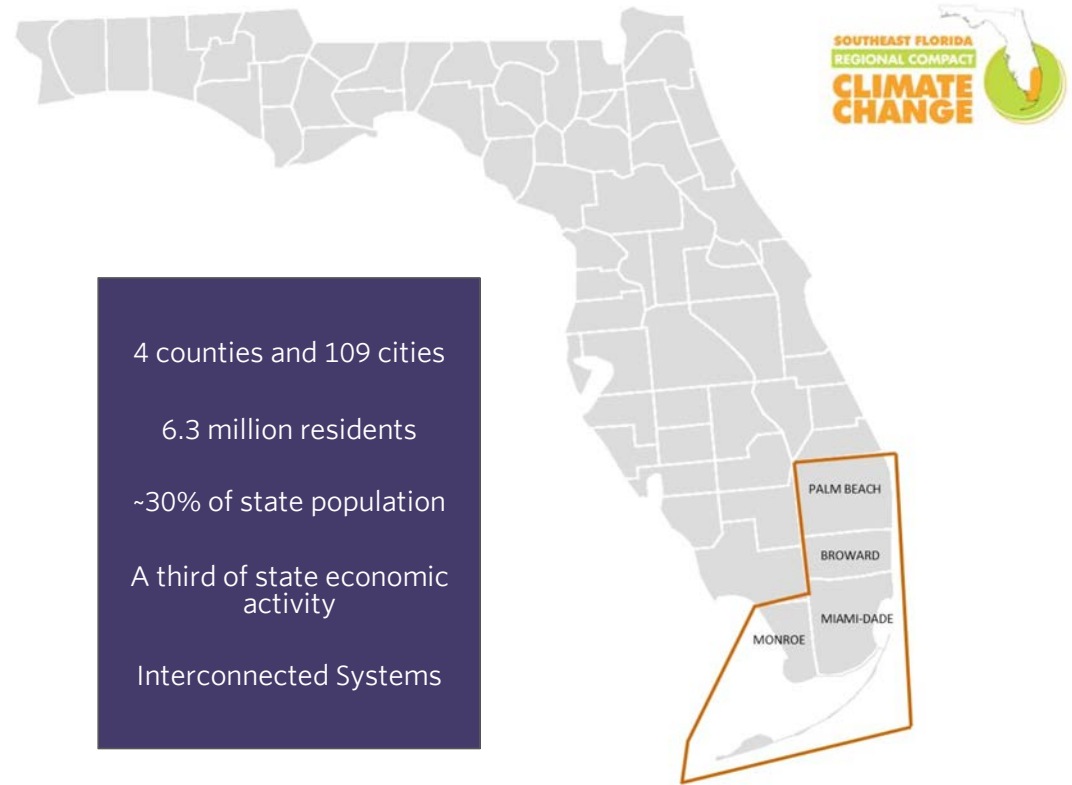 SOUTHEAST FLORIDA
REGIONAL COMPACT
CLIMATE
CHANGE
4 counties and 109 cities
6.3 million residents
~30% of state population
A third of state economic
activity
Interconnected Systems
PALM BEACH
BROWARD
MIAMI-DADE
MONROE